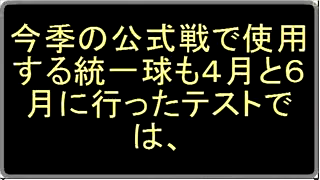 今季の公式戦で使用
する統一球も４月と６
月に行ったテストで
は、